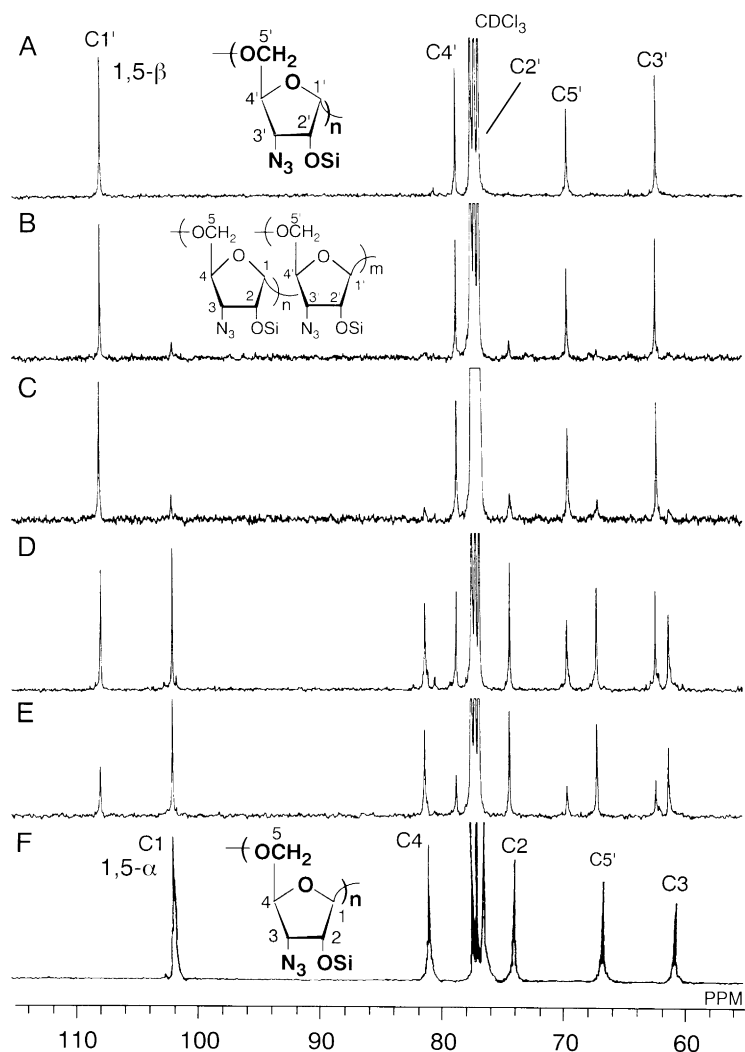 A
C1'
1,5-β
5'
(OCH2
O
1'
4'
2'
3'
n
N3
OSi
C4'
CDCl3
C2'
C5'
C3'
B
5
(OCH2
5'
(OCH2
O
O
4
1
4'
1'
m
3
2
n
3'
2'
N3
OSi
N3
OSi
C
D
E
F
C1
1,5-α
5
(OCH2
O
n
4
1
3
2
N3
OSi
C4
C2
C5'
C3
PPM
110 100 90 80 70 60